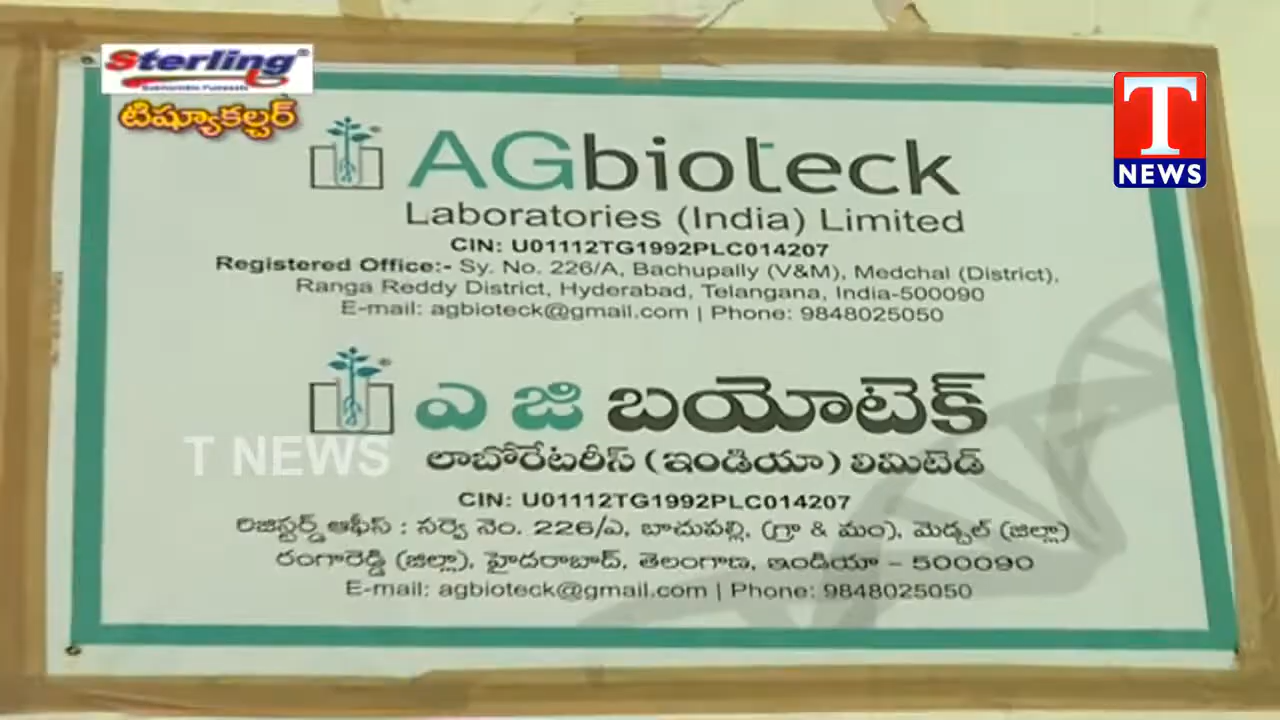 Sterling
Submersible Pumpsets
టిష్యూకల్చర్
T
NEWS
AGbioteck
Laboratories (India) Limited
CIN: U01112TG1992PLC014207
Registered Office:- Sy. No. 226/A, Bachupally (V&M), Medchal (District),
Ranga Reddy District, Hyderabad, Telangana, India-500090
E-mail: agbioteck@gmail.com | Phone: 9848025050
ఎ జి బయోటెక్
T NEWS
లాబోరేటరీస్ (ఇండియా) లిమిటెడ్
CIN: U01112TG1992PLC014207
రిజిస్టర్డ్ ఆఫీస్ : సర్వె నెం. 226/ఎ, బాచుపల్లి, (గ్రా & మం), మెడ్చల్ (జిల్లా)
రంగారెడ్డి (జిల్లా), హైదరాబాద్, తెలంగాణ, ఇండియా – 500090
E-mail: agbioteck@gmail.com | Phone: 9848025050